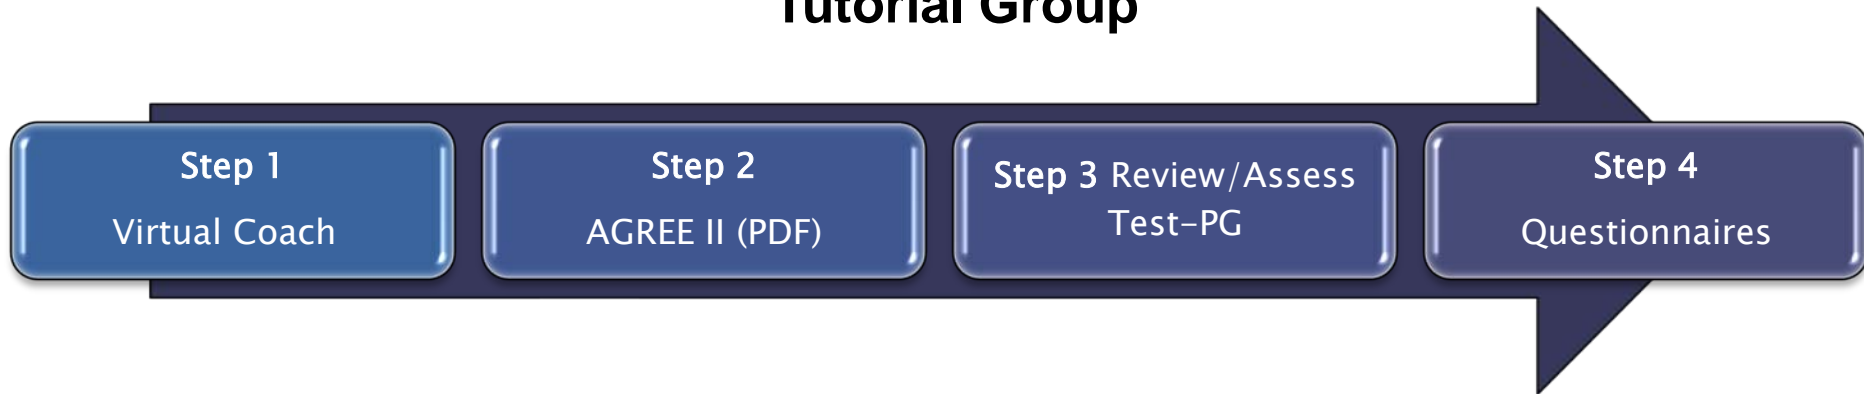 Tutorial Group
Step 1
Virtual Coach
Step 2
AGREE II (PDF)
Step 3 Review/Assess
Test-PG
Step 4
Questionnaires